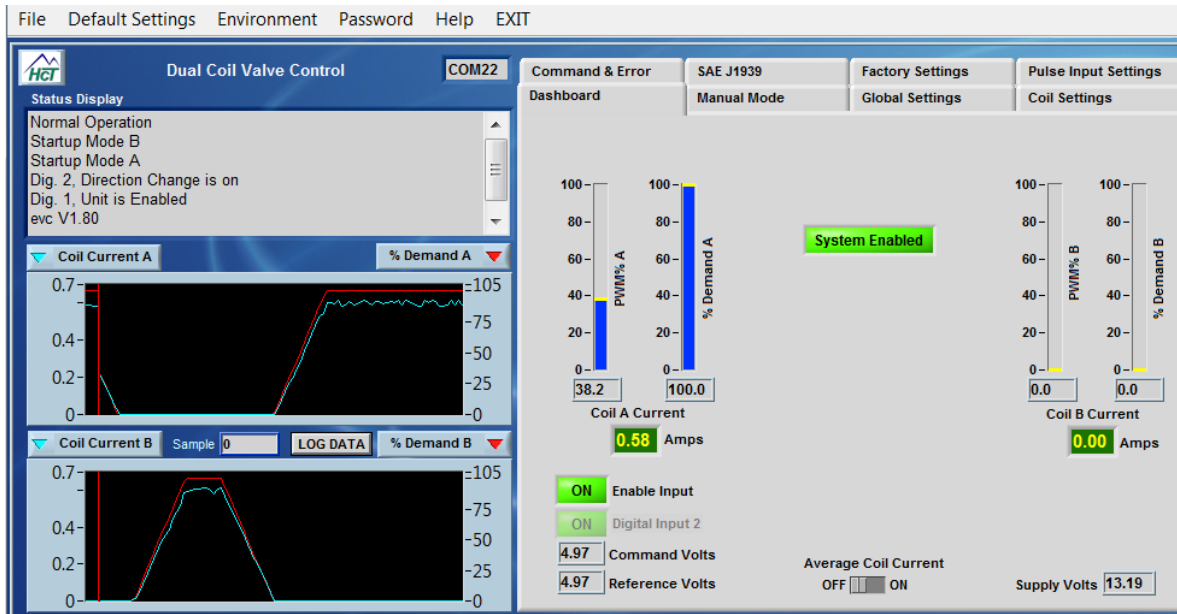 File Default Settings Environment Password Help EXIT
HCT
Dual Coil Valve Control
COM22
Status Display
Normal Operation
Startup Mode B
Startup Mode A
Dig. 2, Direction Change is on
Dig. 1, Unit is Enabled
evc V1.80
Coil Current A
% Demand A
0.7
0.4
0.2
0
105
75
50
25
0
Coil Current B
Sample 0
LOG DATA
% Demand B
0.7
0.4
0.2
0
105
75
50
25
0
Command & Error SAE J1939 Factory Settings Pulse Input Settings
Dashboard Manual Mode Global Settings Coil Settings
100
80
60
40
20
0
PWM% A
38.2
100
80
60
40
20
0
% Demand A
100.0
Coil A Current
0.58 Amps
System Enabled
100
80
60
40
20
0
PWM% B
0.0
100
80
60
40
20
0
% Demand B
0.0
Coil B Current
0.00 Amps
ON Enable Input
ON Digital Input 2
4.97 Command Volts
4.97 Reference Volts
Average Coil Current
OFF ON
Supply Volts 13.19